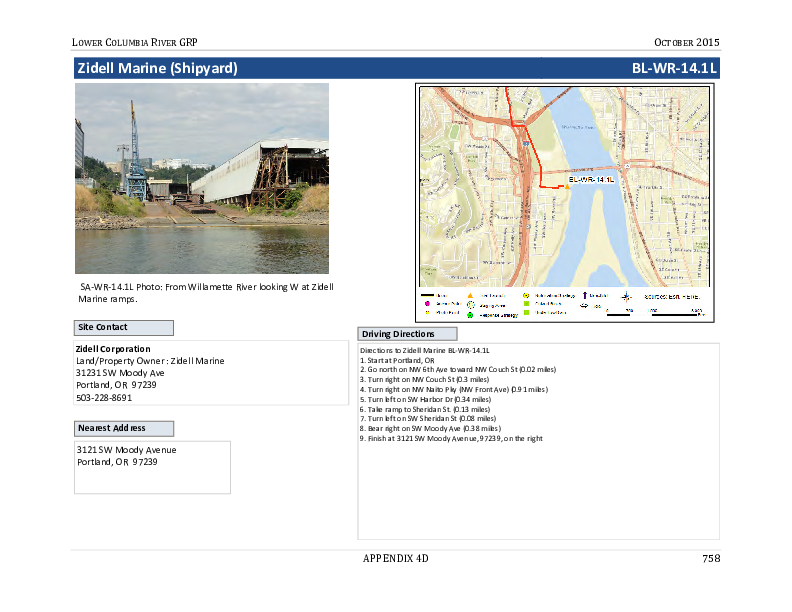 LOWER COLUMBIA RIVER GRP
OCTOBER 2015
Zidell Marine (Shipyard)
BL-WR-14.1L
BL-WR-14.1L
Sources: Esri, HERE,
SA-WR-14.1L Photo: From Willamette River looking W at Zidell
Marine ramps.
Site Contact
Zidell Corporation
Land/Property Owner: Zidell Marine
31231 SW Moody Ave
Portland, OR 97239
503-228-8691
Nearest Address
3121 SW Moody Avenue
Portland, OR 97239
Driving Directions
Directions to Zidell Marine BL-WR-14.1L
1. Start at Portland, OR
2. Go north on NW 6th Ave toward NW Couch St (0.02 miles)
3. Turn right on NW Couch St (0.3 miles)
4. Turn right on NW Naito Pky (NW Front Ave) (0.91 miles)
5. Turn left on SW Harbor Dr (0.34 miles)
6. Take ramp to Sheridan St. (0.13 miles)
7. Turn left on SW Sheridan St (0.08 miles)
8. Bear right on SW Moody Ave (0.38 miles)
9. Finish at 3121 SW Moody Avenue, 97239, on the right
APPENDIX 4D
758